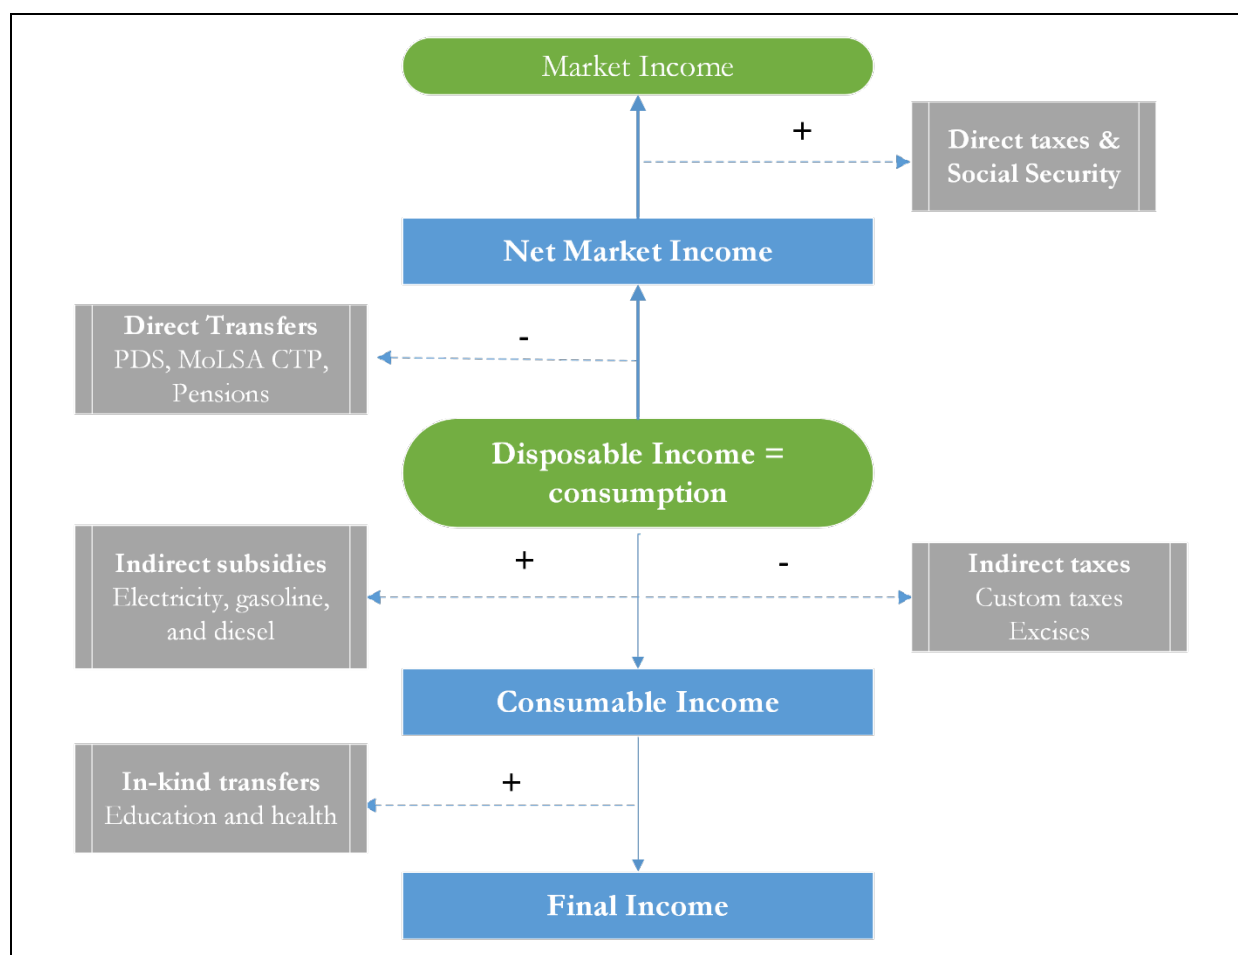 Market Income
+
Direct taxes &
Social Security
Net Market Income
Direct Transfers
PDS, MoLSA CTP,
Pensions
-
Disposable Income =
consumption
Indirect subsidies
Electricity, gasoline,
and diesel
+
-
Indirect taxes
Custom taxes
Excises
Consumable Income
In-kind transfers
Education and health
+
Final Income